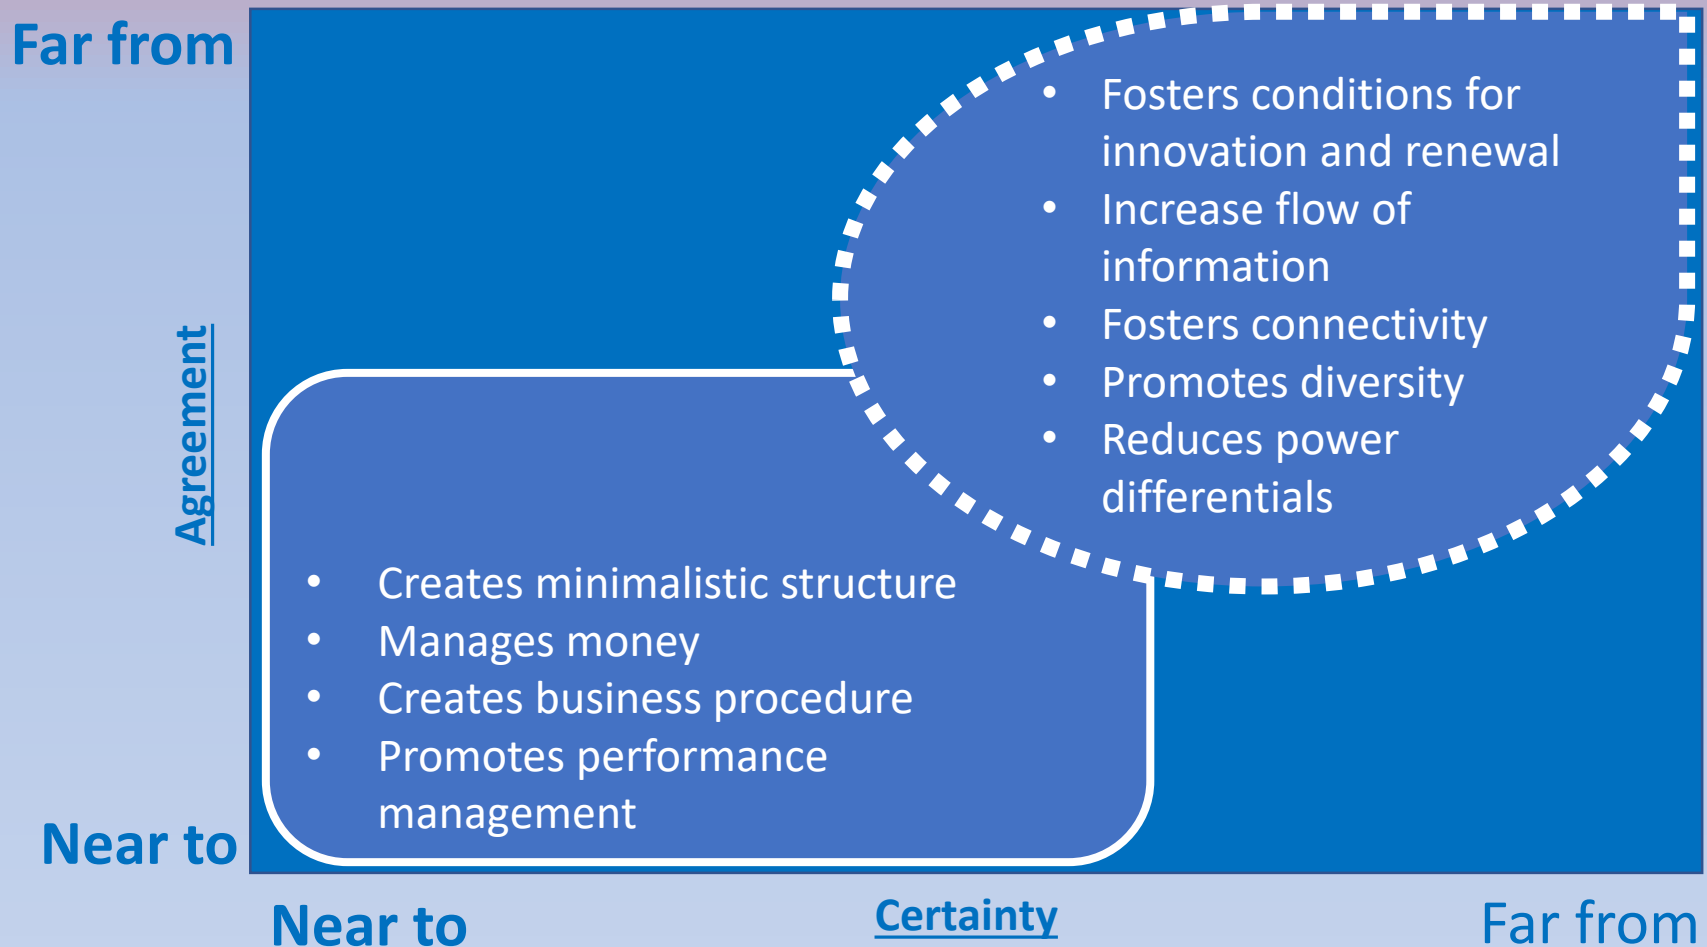 Far from
• Fosters conditions for
innovation and renewal
• Increase flow of
information
• Fosters connectivity
• Promotes diversity
• Reduces power
differentials
Agreement
• Creates minimalistic structure
• Manages money
• Creates business procedure
• Promotes performance
management
Near to
Near to
Certainty
Far from